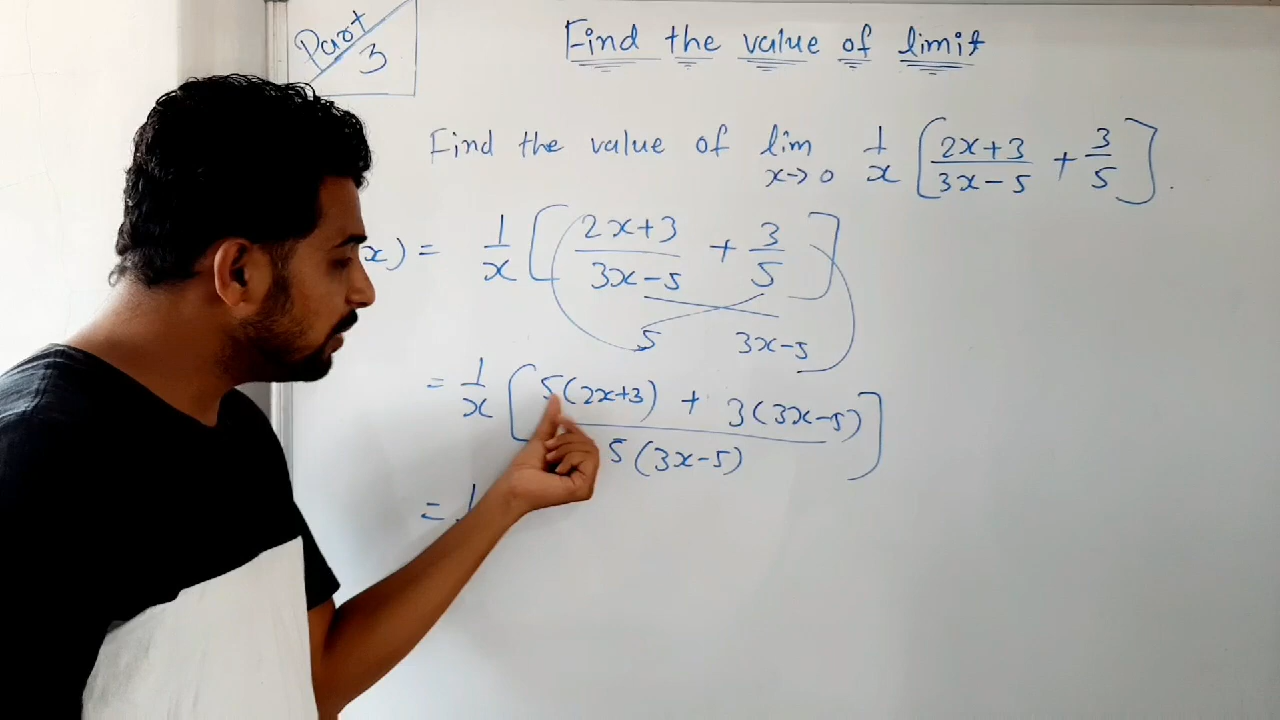 Part 3
Find the value of limit
Find the value of lim x→0 1/x [ (2x+3)/(3x-5) + 3/5 ].
x) = 1/x [ (2x+3)/(3x-5) + 3/5 ]
5 3x-5
= 1/x [ (5(2x+3) + 3(3x-5))/(5(3x-5)) ]
= 1